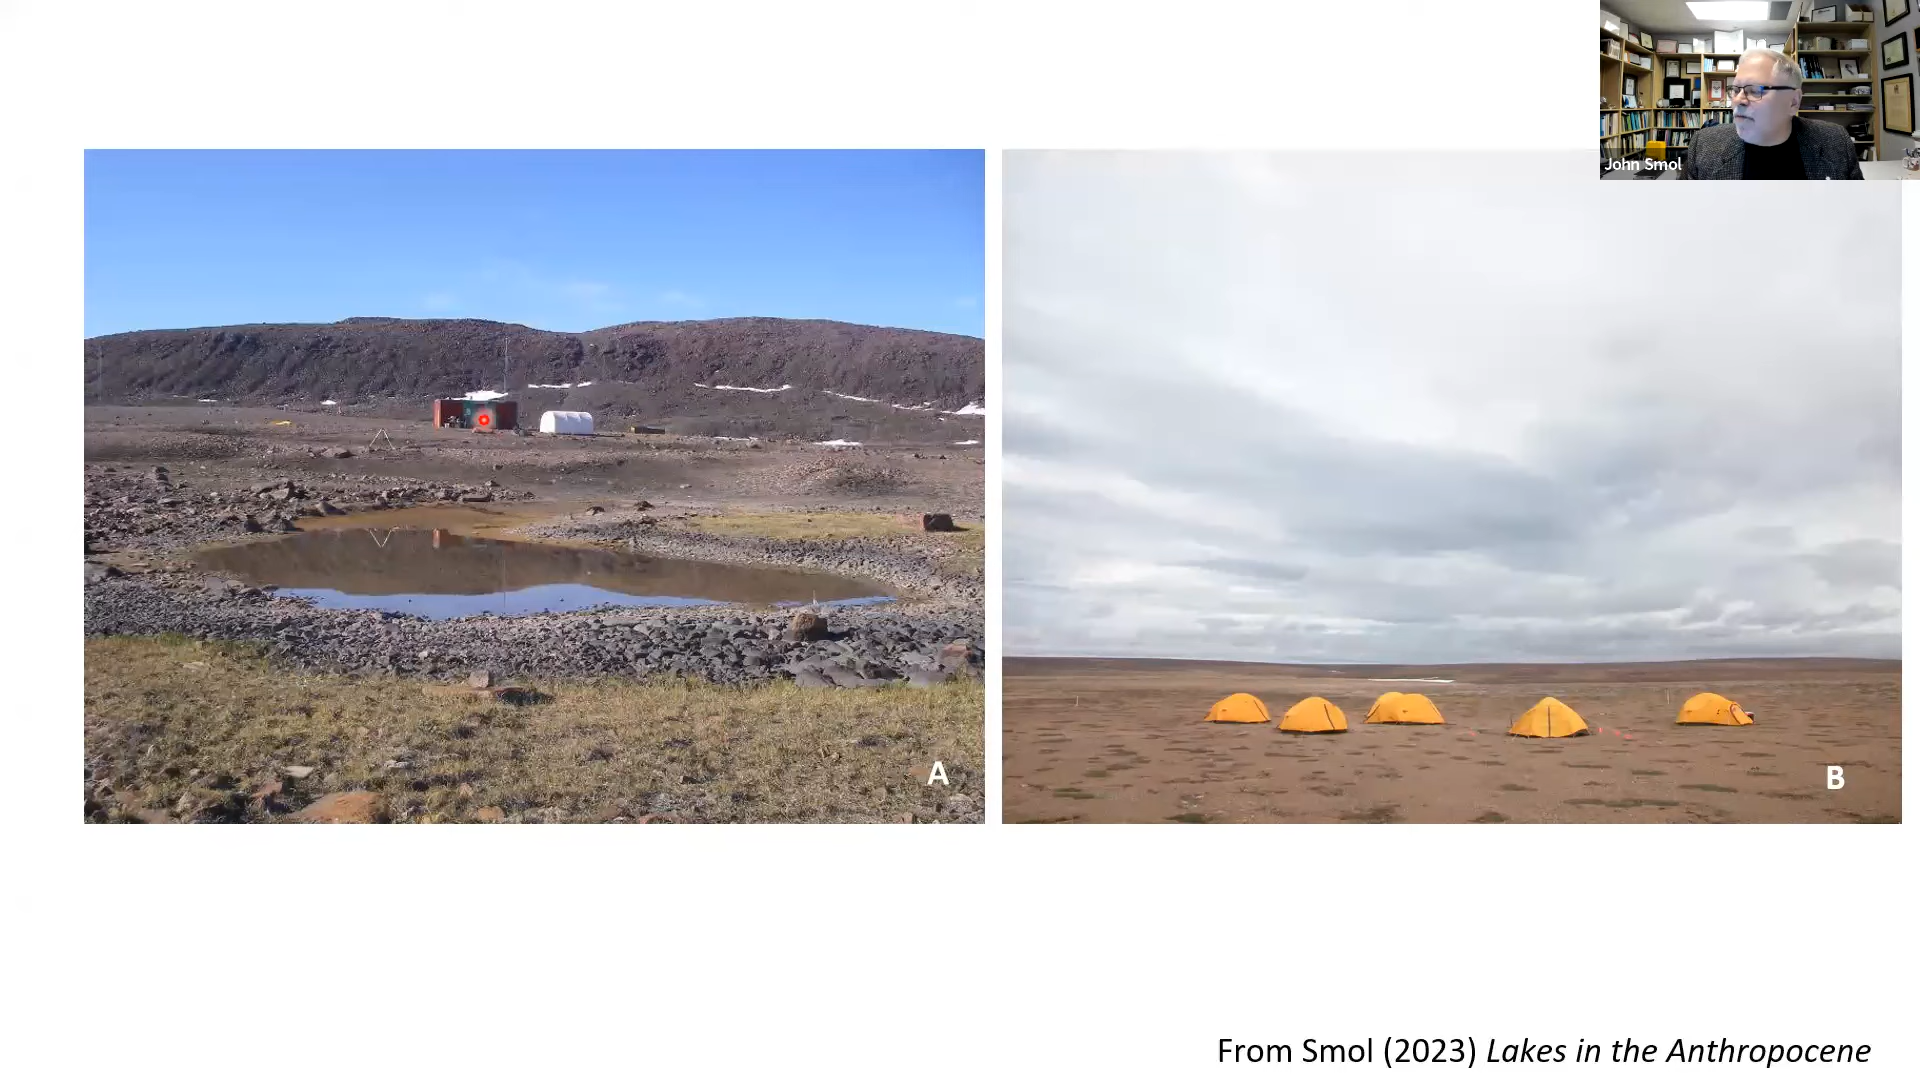 John Smol
A
B
From Smol (2023) Lakes in the Anthropocene